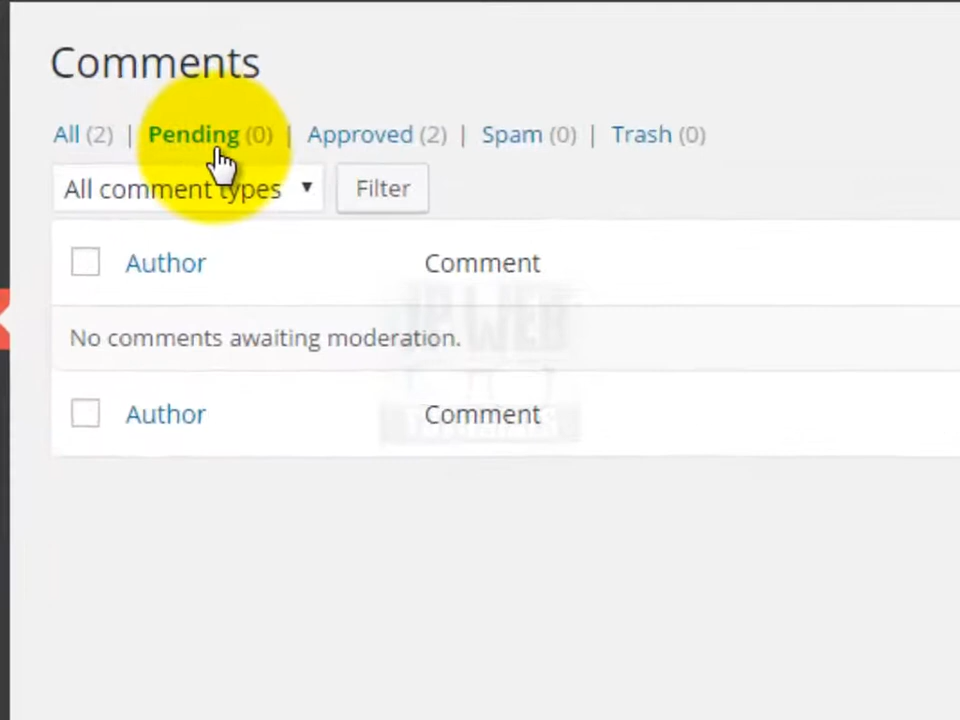 Comments
All (2) | Pending (0) | Approved (2) | Spam (0) | Trash (0)
All comment types ▼ Filter
Author Comment
No comments awaiting moderation.
Author Comment